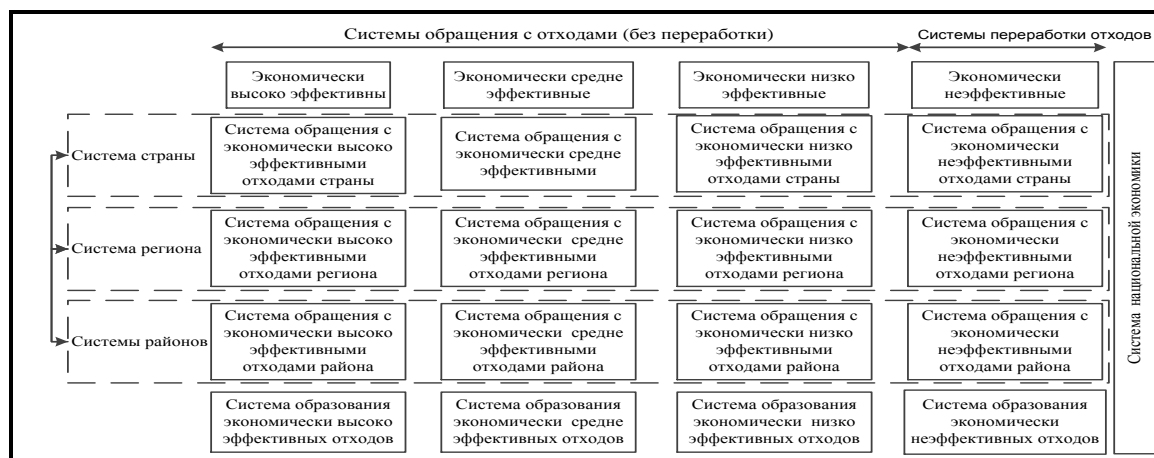 Системы обращения с отходами (без переработки)
Системы переработки отходов
Экономически
высоко эффективны
Экономически средне
эффективные
Экономически низко
эффективные
Экономически
неэффективные
Система страны
Система обращения с
экономически высоко
эффективными
отходами страны
Система обращения с
экономически средне
эффективными
Система обращения с
экономически низко
эффективными
отходами страны
Система обращения с
экономически
неэффективными
отходами страны
Система региона
Система обращения с
экономически высоко
эффективными
отходами региона
Система обращения с
экономически средне
эффективными
отходами региона
Система обращения с
экономически низко
эффективными
отходами региона
Система обращения с
экономически
неэффективными
отходами региона
Системы районов
Система обращения с
экономически высоко
эффективными
отходами района
Система обращения с
экономически средне
эффективными
отходами района
Система обращения с
экономически низко
эффективными
отходами района
Система обращения с
экономически
неэффективными
отходами района
Система образования
экономически высоко
эффективных отходов
Система образования
экономически средне
эффективных отходов
Система образования
экономически низко
эффективных отходов
Система образования
экономически
неэффективных отходов
Система национальной экономики